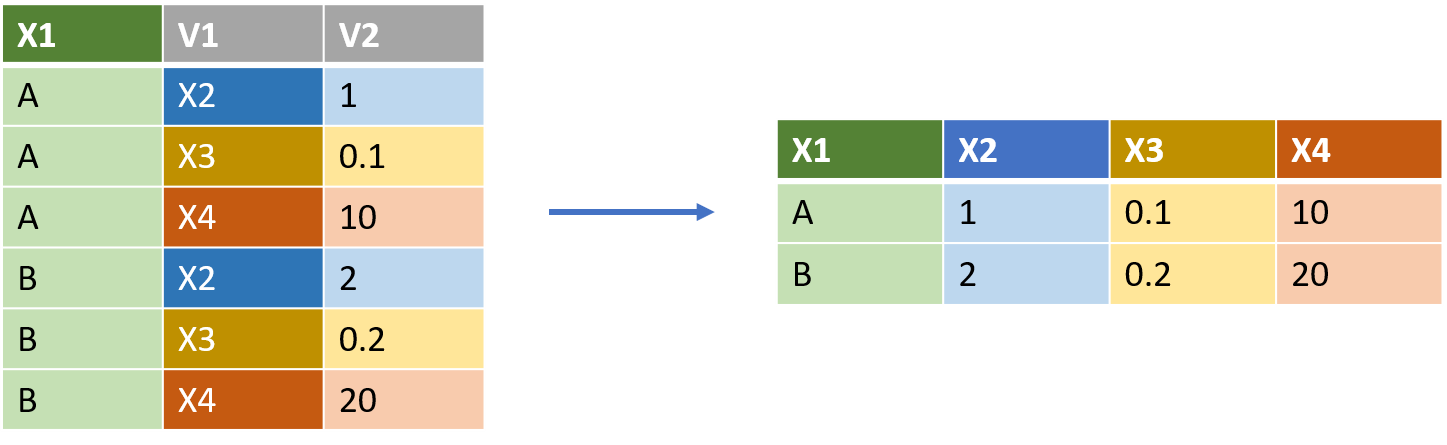 X1 V1 V2
A X2 1
A X3 0.1
A X4 10
B X2 2
B X3 0.2
B X4 20
X1 X2 X3 X4
A 1 0.1 10
B 2 0.2 20